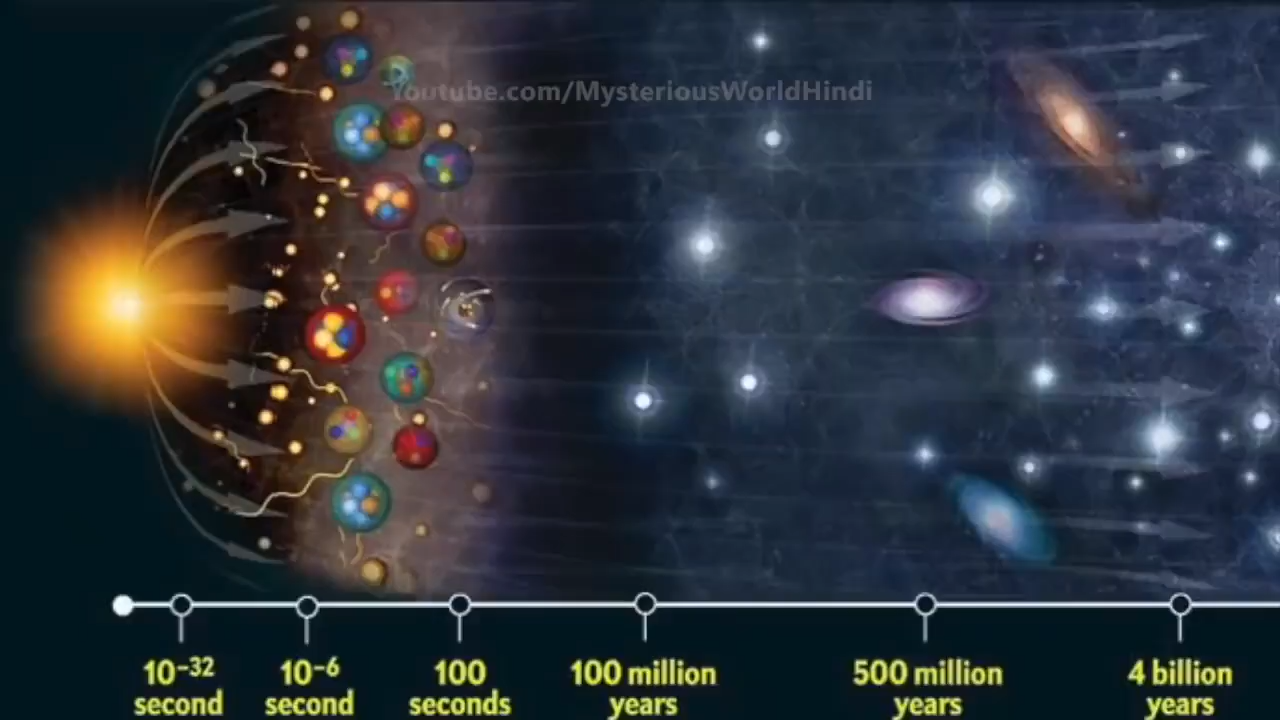 Youtube.com/MysteriousWorldHindi
10⁻³² second
10⁻⁶ second
100 seconds
100 million years
500 million years
4 billion years